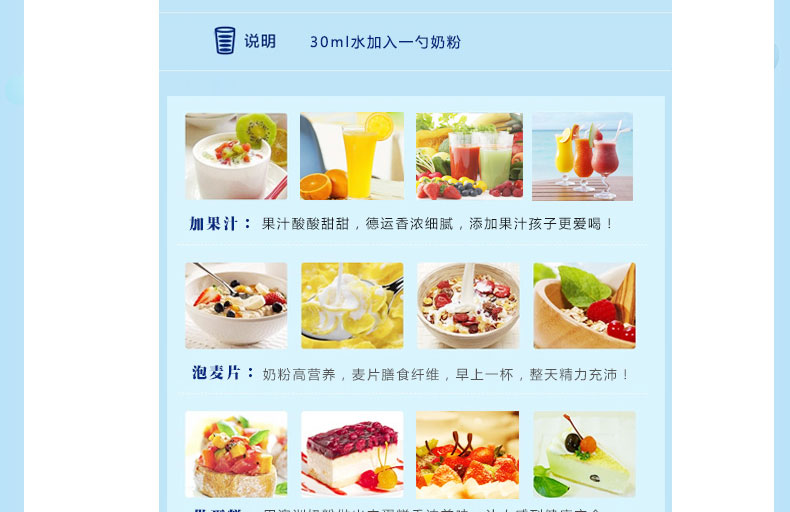 说明 30ml水加入一勺奶粉
加果汁： 果汁酸酸甜甜，德运香浓细腻，添加果汁孩子更爱喝！
泡麦片： 奶粉高营养，麦片膳食纤维，早上一杯，整天精力充沛！